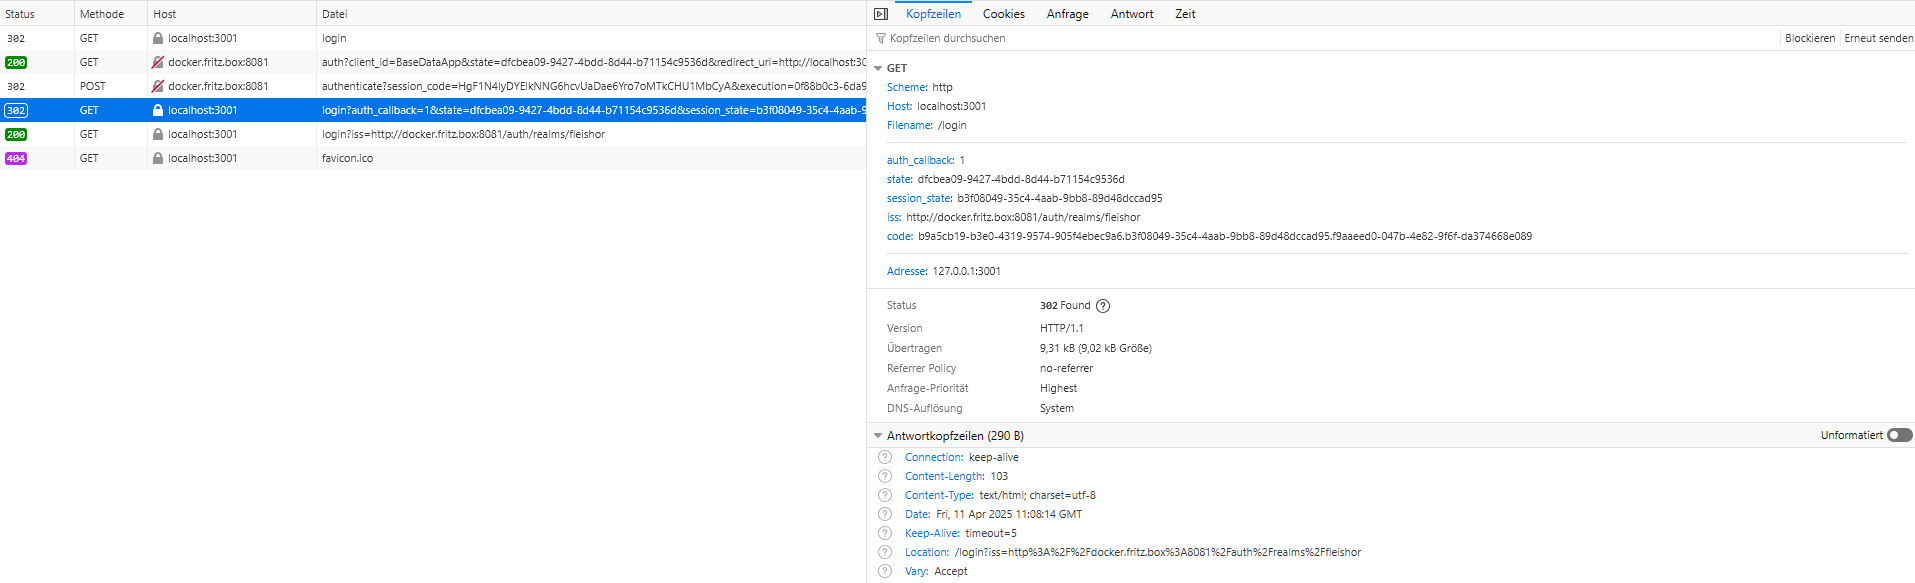 Status Methode Host Datei
302 GET localhost:3001 login
200 GET docker.fritz.box:8081 auth?client_id=BaseDataApp&state=dfcbea09-9427-4bdd-8d44-b71154c9536d&redirect_uri=http://localhost:30
302 POST docker.fritz.box:8081 authenticate?session_code=HgF1N4IyDYElkNNG6hcvUaDae6Yro7oMTkCHU1MbCyA&execution=0f88b0c3-6da9
302 GET localhost:3001 login?auth_callback=1&state=dfcbea09-9427-4bdd-8d44-b71154c9536d&session_state=b3f08049-35c4-4aab-9
200 GET localhost:3001 login?iss=http://docker.fritz.box:8081/auth/realms/fleishor
404 GET localhost:3001 favicon.ico
Kopfzeilen Cookies Anfrage Antwort Zeit
Kopfzeilen durchsuchen Blockieren Erneut senden
GET
Scheme: http
Host: localhost:3001
Filename: /login
auth_callback: 1
state: dfcbea09-9427-4bdd-8d44-b71154c9536d
session_state: b3f08049-35c4-4aab-9bb8-89d48dccad95
iss: http://docker.fritz.box:8081/auth/realms/fleishor
code: b9a5cb19-b3e0-4319-9574-905f4ebec9a6.b3f08049-35c4-4aab-9bb8-89d48dccad95.f9aaeed0-047b-4e82-9f6f-da374668e089
Adresse: 127.0.0.1:3001
Status 302 Found ?
Version HTTP/1.1
Übertragen 9,31 kB (9,02 kB Größe)
Referrer Policy no-referrer
Anfrage-Priorität Highest
DNS-Auflösung System
Antwortkopfzeilen (290 B) Unformatiert
? Connection: keep-alive
? Content-Length: 103
? Content-Type: text/html; charset=utf-8
? Date: Fri, 11 Apr 2025 11:08:14 GMT
? Keep-Alive: timeout=5
? Location: /login?iss=http%3A%2F%2Fdocker.fritz.box%3A8081%2Fauth%2Frealms%2Ffleishor
? Vary: Accept